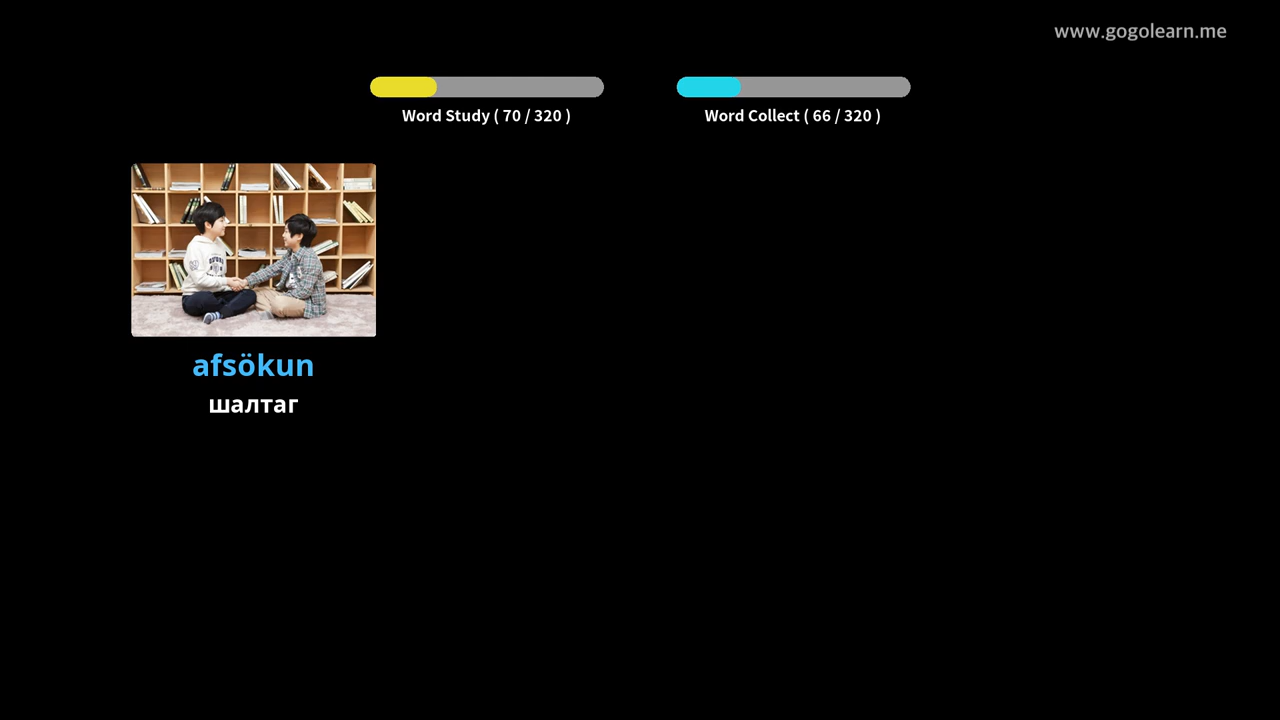 www.gogolearn.me
Word Study ( 70 / 320 )
Word Collect ( 66 / 320 )
afsökun
шалтаг